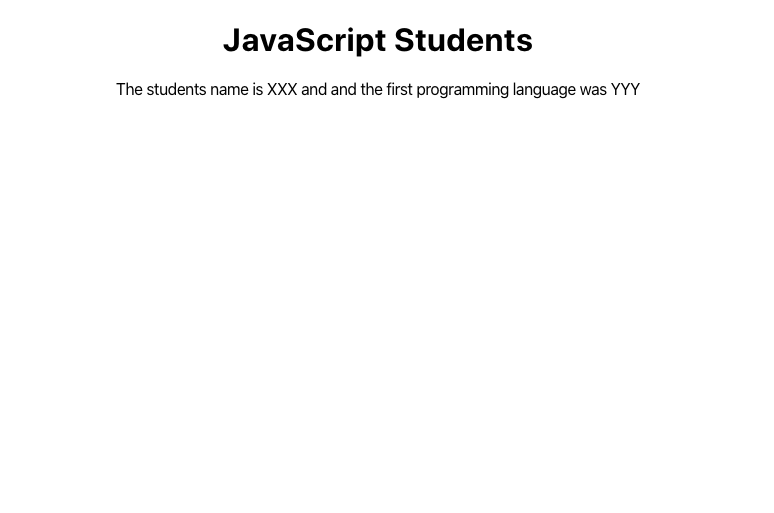 JavaScript Students
The students name is XXX and and the first programming language was YYY